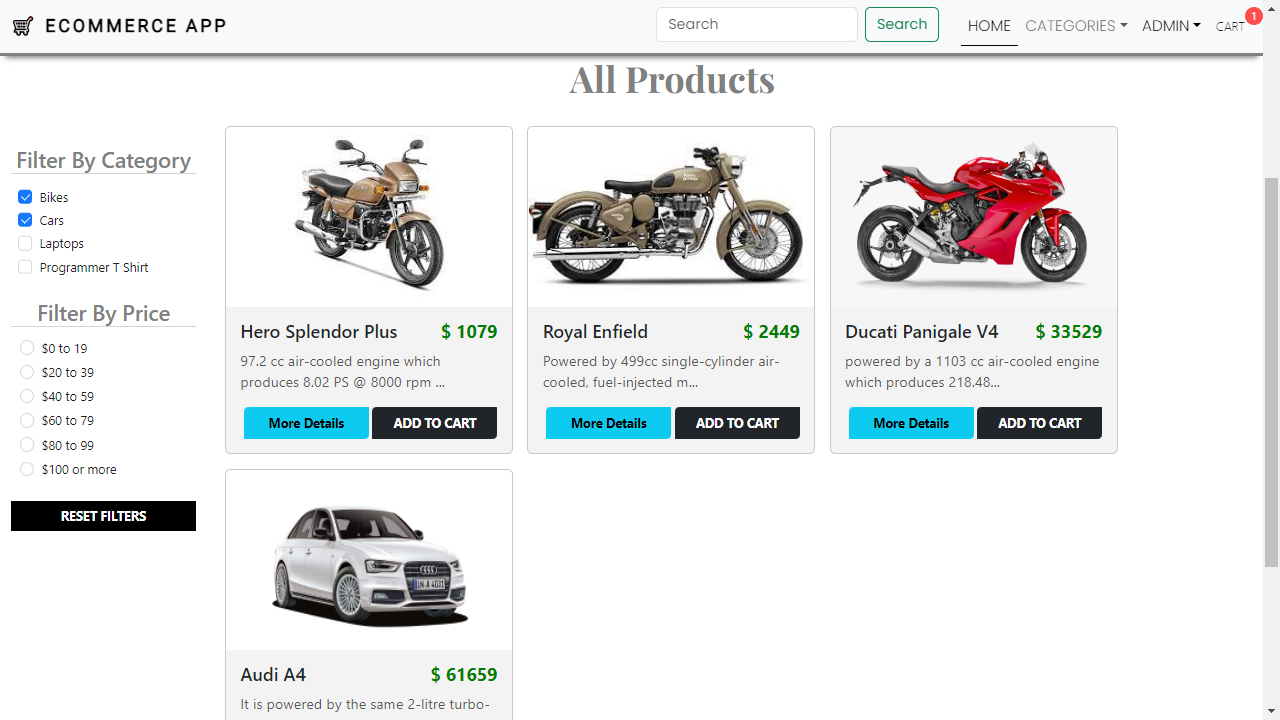 ECOMMERCE APP
Search
Search
HOME
CATEGORIES
ADMIN
CART
1
All Products
Filter By Category
Bikes
Cars
Laptops
Programmer T Shirt
Filter By Price
$0 to 19
$20 to 39
$40 to 59
$60 to 79
$80 to 99
$100 or more
RESET FILTERS
Hero Splendor Plus $ 1079
97.2 cc air-cooled engine which
produces 8.02 PS @ 8000 rpm ...
More Details ADD TO CART
Royal Enfield $ 2449
Powered by 499cc single-cylinder air-
cooled, fuel-injected m...
More Details ADD TO CART
Ducati Panigale V4 $ 33529
powered by a 1103 cc air-cooled engine
which produces 218.48...
More Details ADD TO CART
Audi A4 $ 61659
It is powered by the same 2-litre turbo-